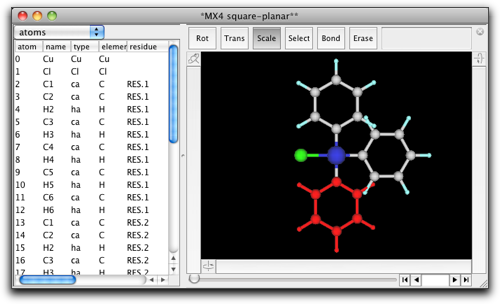 *MX4 square-planar**
atoms
Rot Trans Scale Select Bond Erase
atom name type elemer residue
0 Cu Cu Cu
1 Cl Cl Cl
2 C1 ca C RES.1
3 C2 ca C RES.1
4 H2 ha H RES.1
5 C3 ca C RES.1
6 H3 ha H RES.1
7 C4 ca C RES.1
8 H4 ha H RES.1
9 C5 ca C RES.1
10 H5 ha H RES.1
11 C6 ca C RES.1
12 H6 ha H RES.1
13 C1 ca C RES.2
14 C2 ca C RES.2
15 H2 ha H RES.2
16 C3 ca C RES.2
17 H3 ha H RES.2